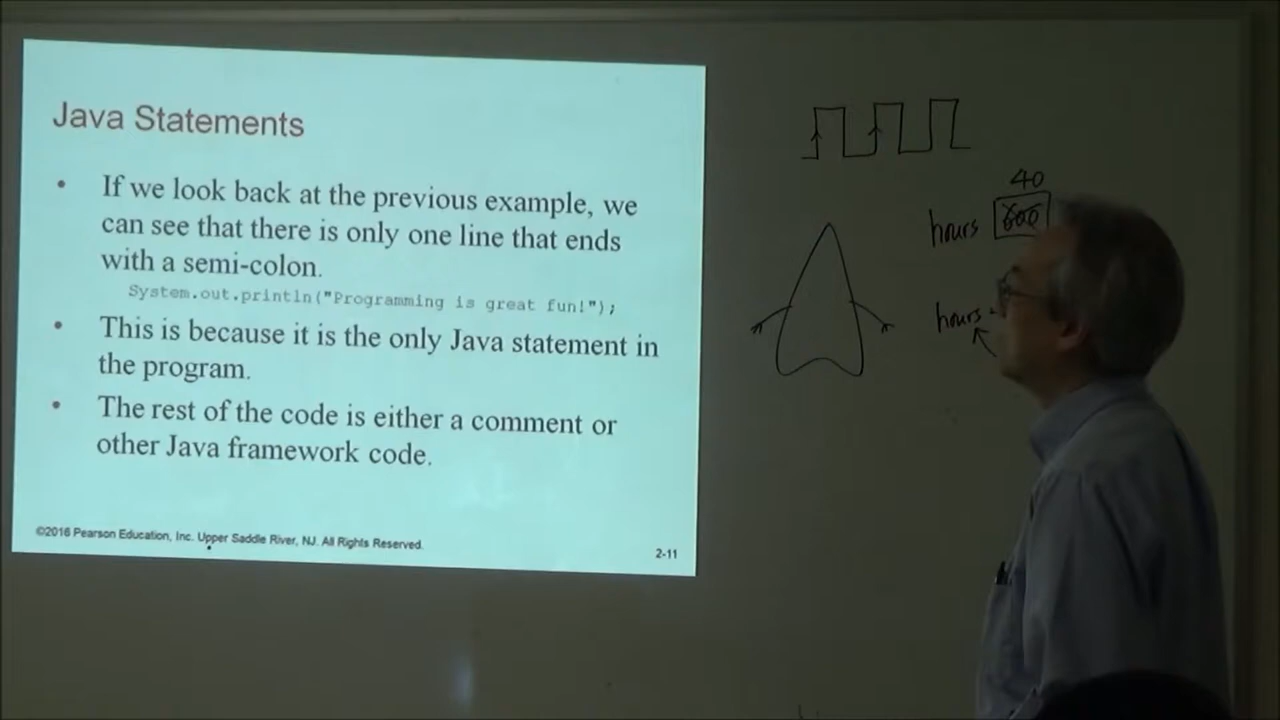 Java Statements
• If we look back at the previous example, we
can see that there is only one line that ends
with a semi-colon.
System.out.println("Programming is great fun!");
• This is because it is the only Java statement in
the program.
• The rest of the code is either a comment or
other Java framework code.
©2016 Pearson Education, Inc. Upper Saddle River, NJ. All Rights Reserved.
2-11
40
hours
hours